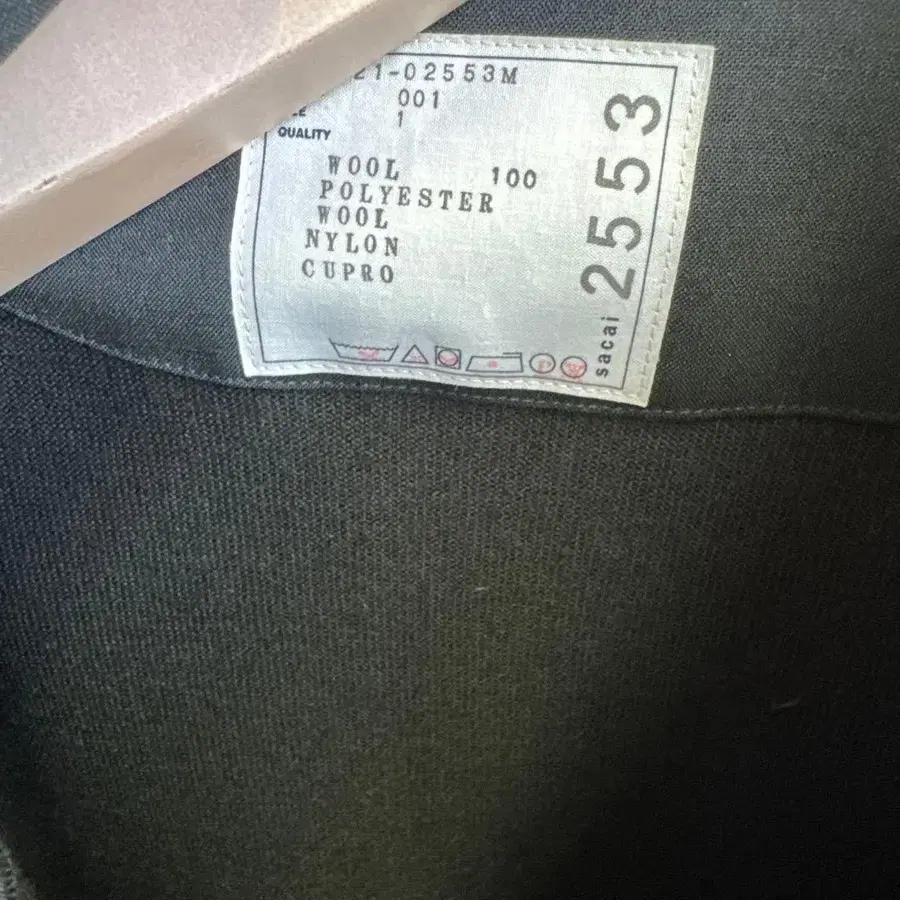 21-02553M
001
1
QUALITY
WOOL 100
POLYESTER
WOOL
NYLON
CUPRO
sacai 2553